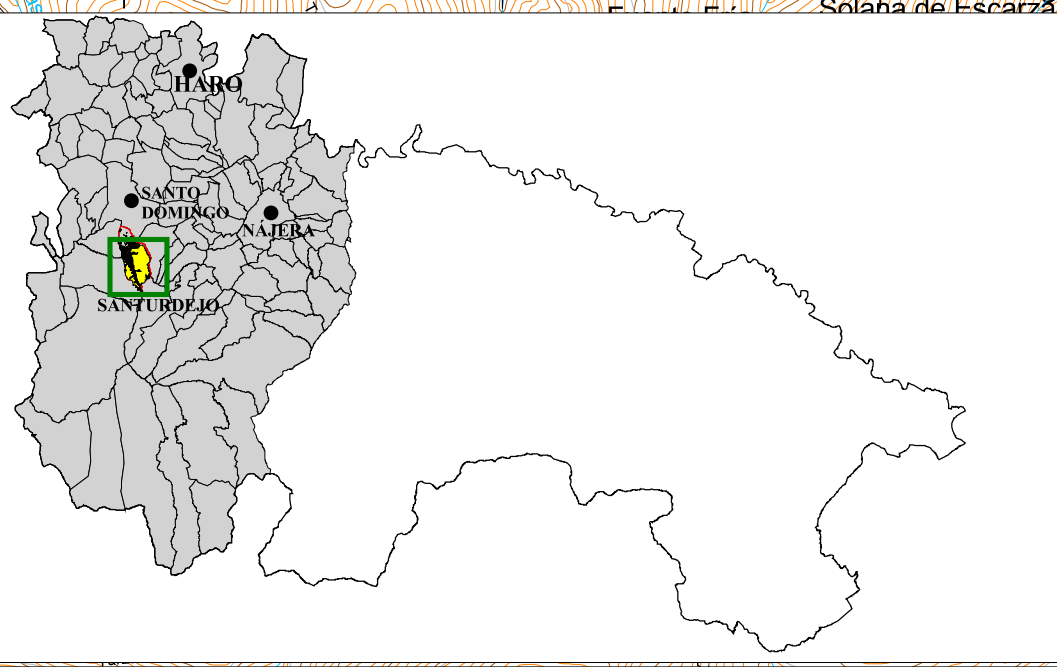 Solana de Escarza
HARO
SANTO
DOMINGO
NÁJERA
SANTURDEJO